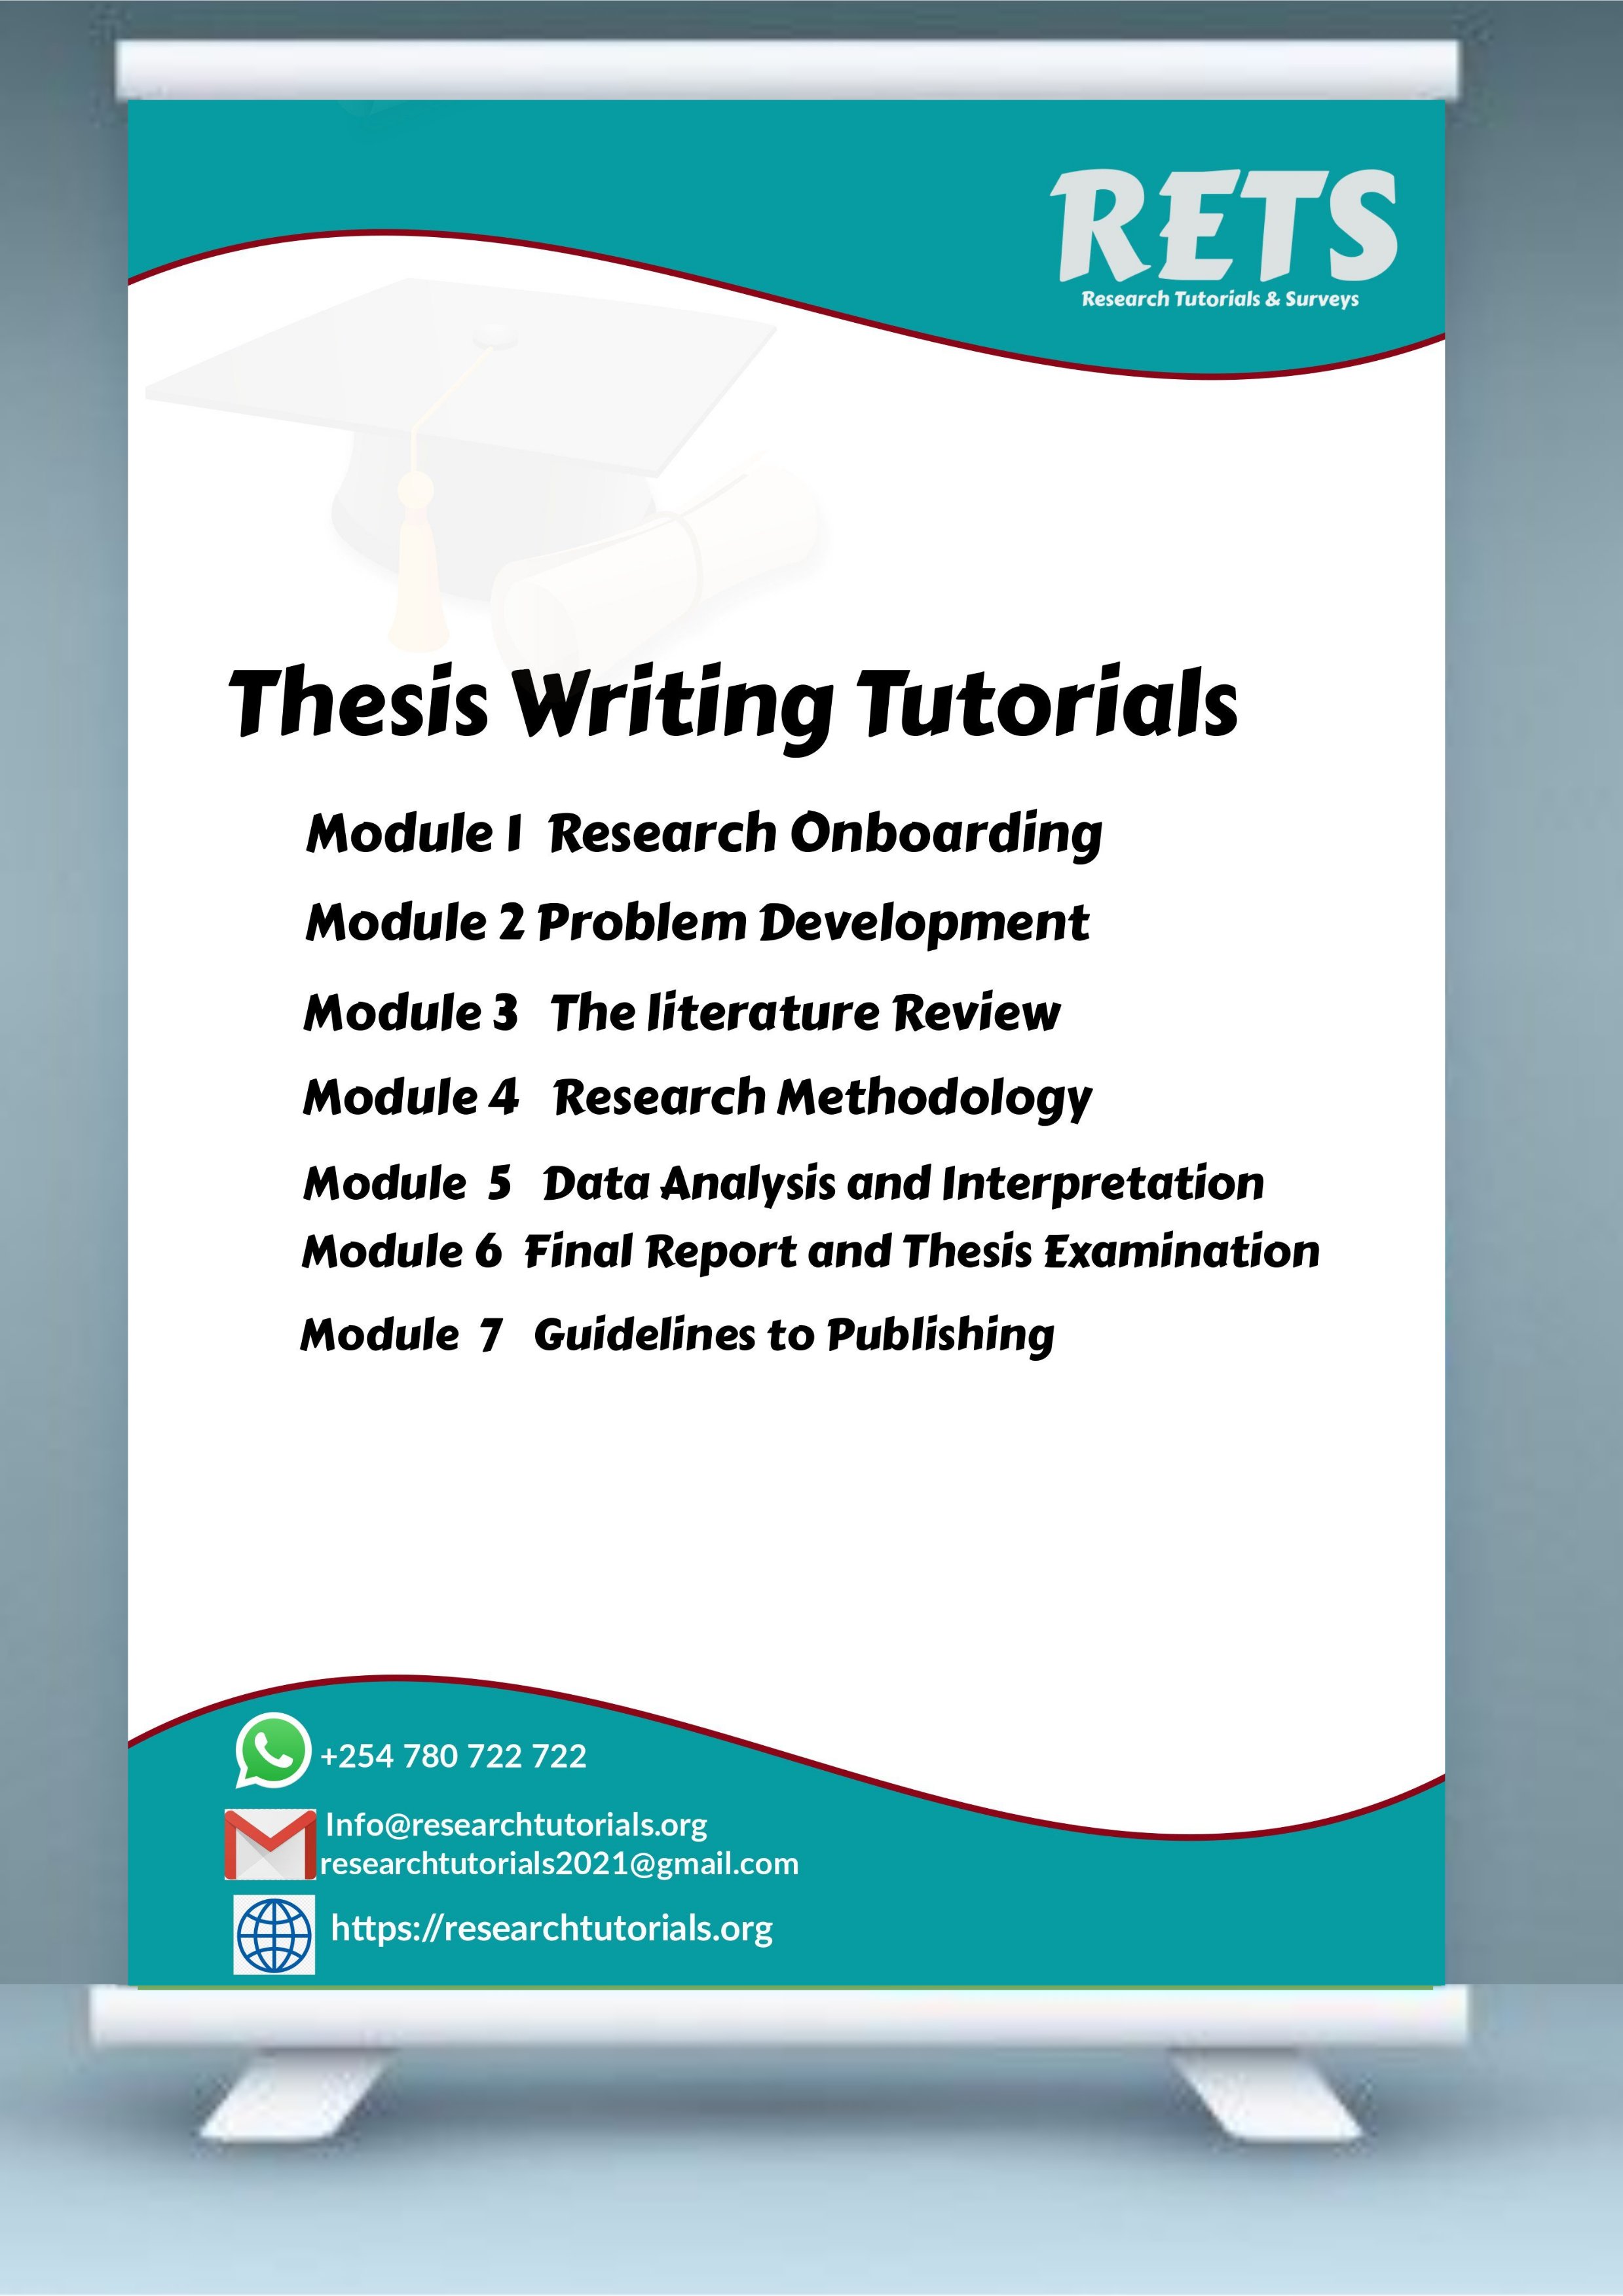 RETS
Research Tutorials & Surveys
Thesis Writing Tutorials
Module 1 Research Onboarding
Module 2 Problem Development
Module 3 The literature Review
Module 4 Research Methodology
Module 5 Data Analysis and Interpretation
Module 6 Final Report and Thesis Examination
Module 7 Guidelines to Publishing
+254 780 722 722
Info@researchtutorials.org
researchtutorials2021@gmail.com
https://researchtutorials.org